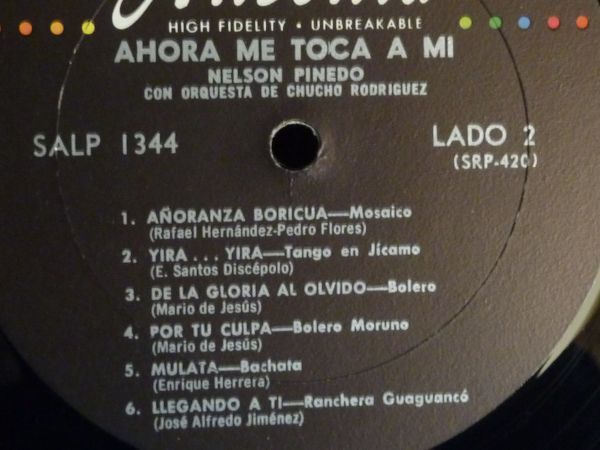 HIGH FIDELITY • UNBREAKABLE
AHORA ME TOCA A MI
NELSON PINEDO
CON ORQUESTA DE CHUCHO RODRIGUEZ
SALP 1344
LADO 2
(SRP-420)
1. AÑORANZA BORICUA—Mosaico
(Rafael Hernández-Pedro Flores)
2. YIRA . . . YIRA—Tango en Jícamo
(E. Santos Discépolo)
3. DE LA GLORIA AL OLVIDO—Bolero
(Mario de Jesús)
4. POR TU CULPA—Bolero Moruno
(Mario de Jesús)
5. MULATA—Bachata
(Enrique Herrera)
6. LLEGANDO A TI—Ranchera Guaguancó
(José Alfredo Jiménez)